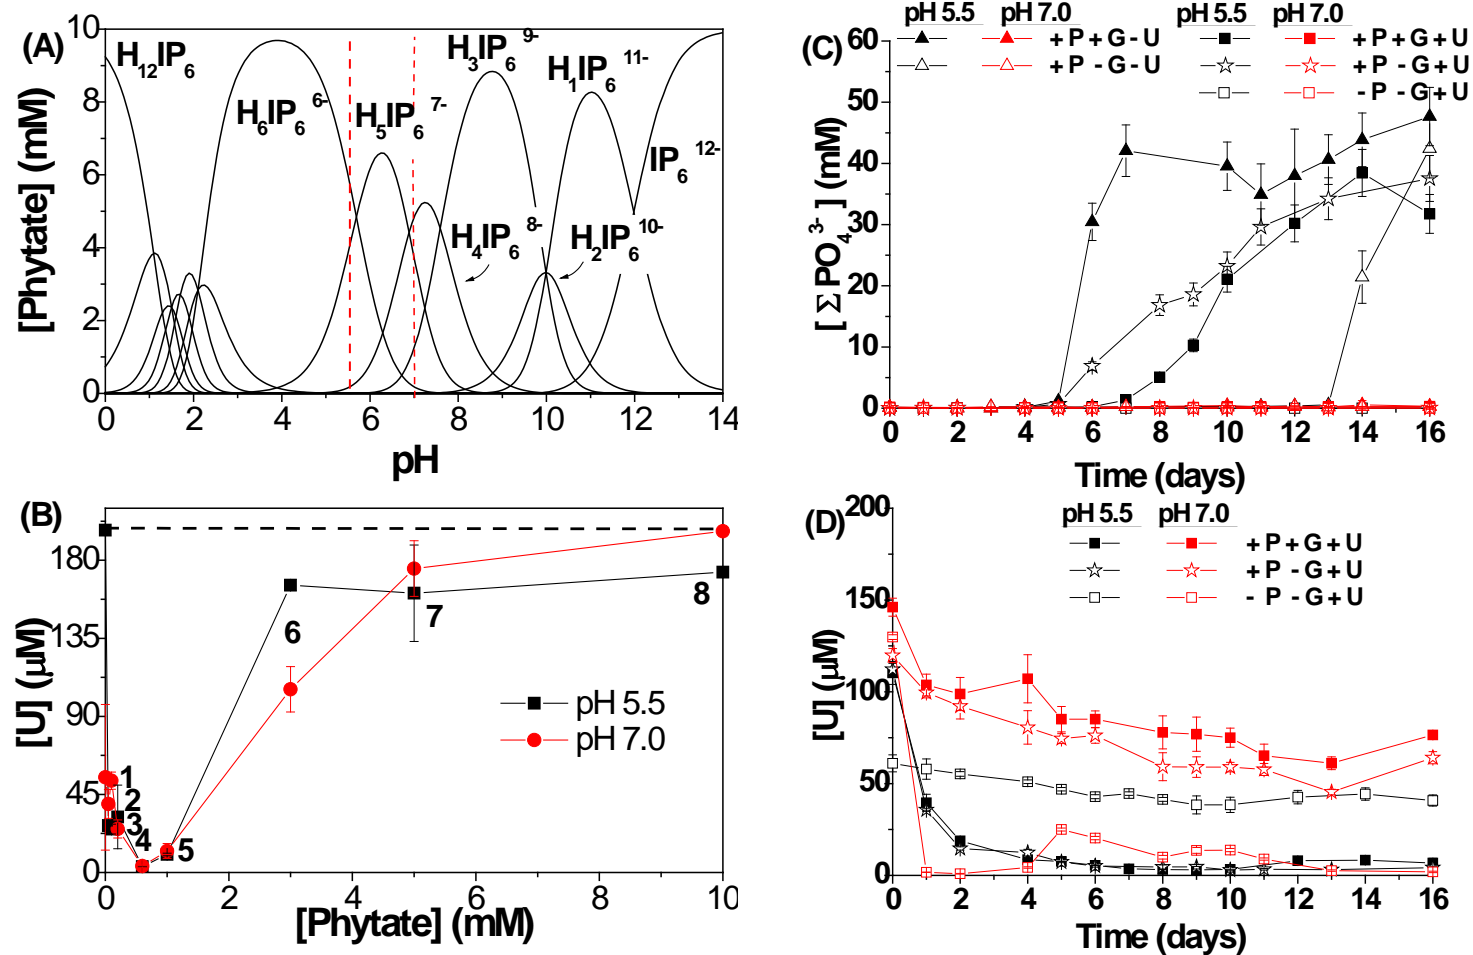 (A)
10
8
6
4
2
0
[Phytate] (mM)
H12IP6
H6IP6 6-
H5IP6 7-
H3IP6 9-
H1IP6 11-
IP6 12-
H4IP6 8-
H2IP6 10-
0 2 4 6 8 10 12 14
pH
(B)
180
135
90
45
0
[U] (µM)
1
2
3
4
5
6
7
8
pH 5.5
pH 7.0
0 2 4 6 8 10
[Phytate] (mM)
pH 5.5 pH 7.0 pH 5.5 pH 7.0
(C)
+P+G-U +P+G+U
+P-G-U +P-G+U
-P-G+U
60
50
40
30
20
10
0
[ΣPO4 3-] (mM)
0 2 4 6 8 10 12 14 16
Time (days)
(D)
pH 5.5 pH 7.0
+P+G+U
+P-G+U
-P-G+U
200
150
100
50
0
[U] (µM)
0 2 4 6 8 10 12 14 16
Time (days)